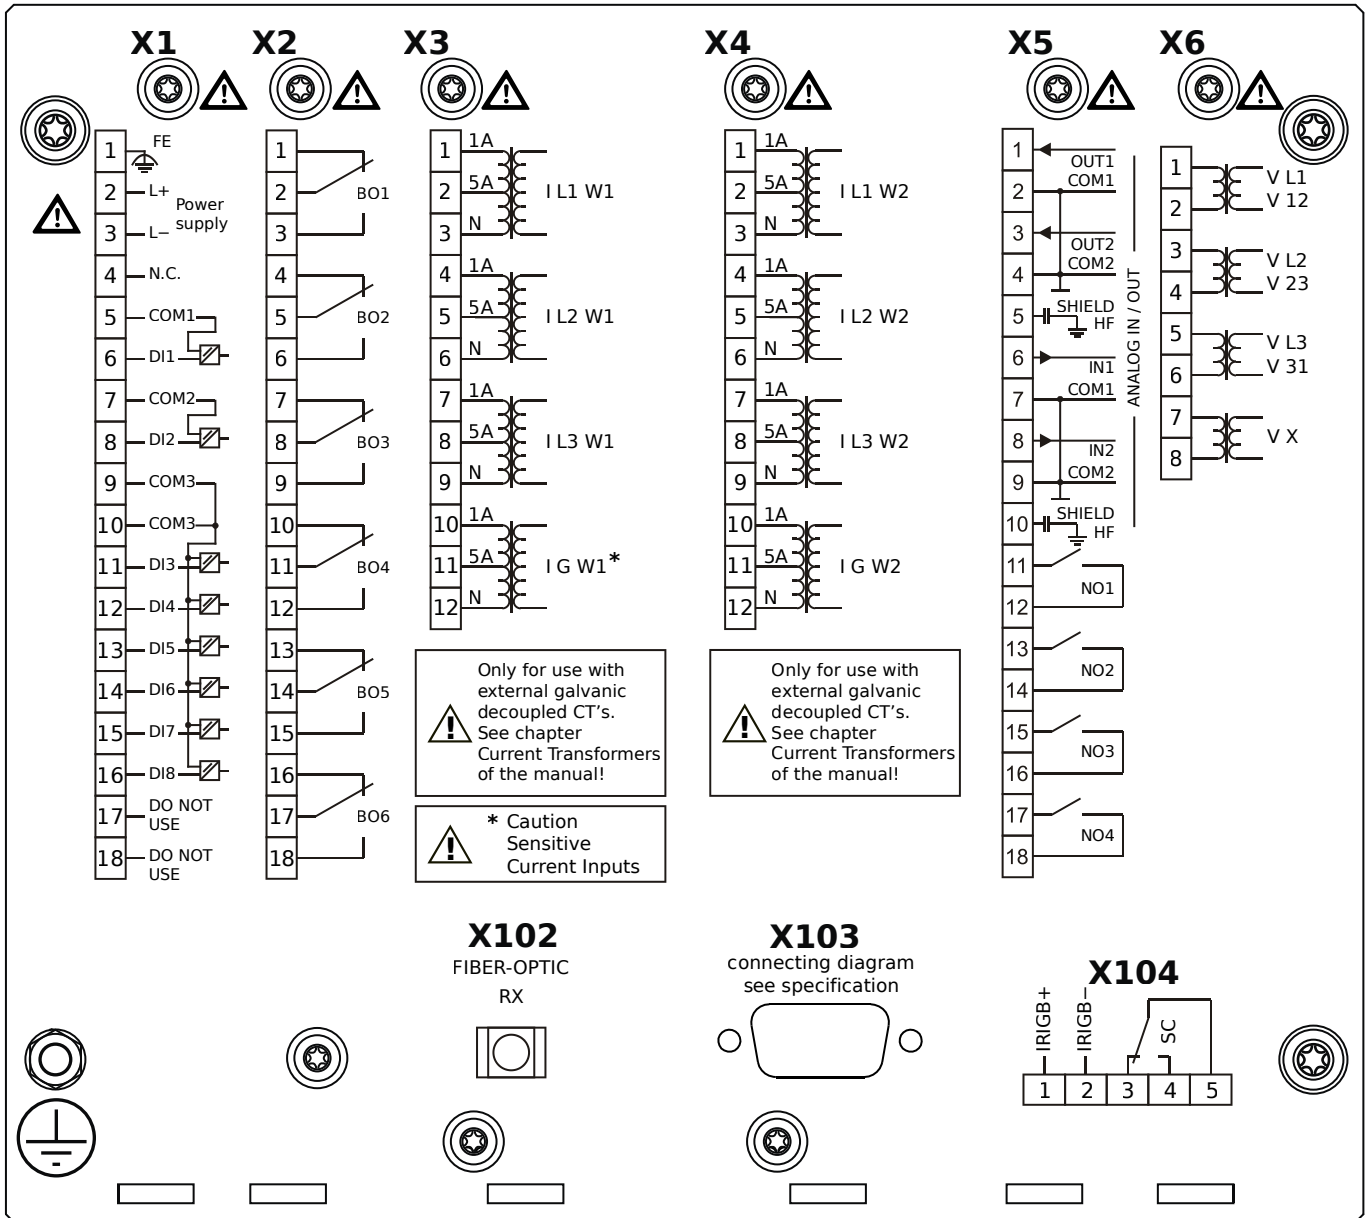 X1
X2
X3
X4
X5
X6
1 FE
2 L+
Power
supply
3 L−
4 N.C.
5 COM1
6 DI1
7 COM2
8 DI2
9 COM3
10 COM3
11 DI3
12 DI4
13 DI5
14 DI6
15 DI7
16 DI8
17 DO NOT
USE
18 DO NOT
USE
1
2 BO1
3
4
5 BO2
6
7
8 BO3
9
10
11 BO4
12
13
14 BO5
15
16
17 BO6
18
1 1A
2 5A I L1 W1
3 N
4 1A
5 5A I L2 W1
6 N
7 1A
8 5A I L3 W1
9 N
10 1A
11 5A I G W1*
12 N
Only for use with
external galvanic
decoupled CT's.
See chapter
Current Transformers
of the manual!
* Caution
Sensitive
Current Inputs
1 1A
2 5A I L1 W2
3 N
4 1A
5 5A I L2 W2
6 N
7 1A
8 5A I L3 W2
9 N
10 1A
11 5A I G W2
12 N
Only for use with
external galvanic
decoupled CT's.
See chapter
Current Transformers
of the manual!
1
OUT1
2 COM1
3
OUT2
4 COM2
5 SHIELD
HF
6
IN1
7 COM1
8
IN2
9 COM2
10 SHIELD
HF
ANALOG IN / OUT
11
NO1
12
13
NO2
14
15
NO3
16
17
NO4
18
1 V L1
2 V 12
3 V L2
4 V 23
5 V L3
6 V 31
7
V X
8
X102
FIBER-OPTIC
RX
X103
connecting diagram
see specification
X104
IRIGB+
IRIGB−
SC
1 2 3 4 5